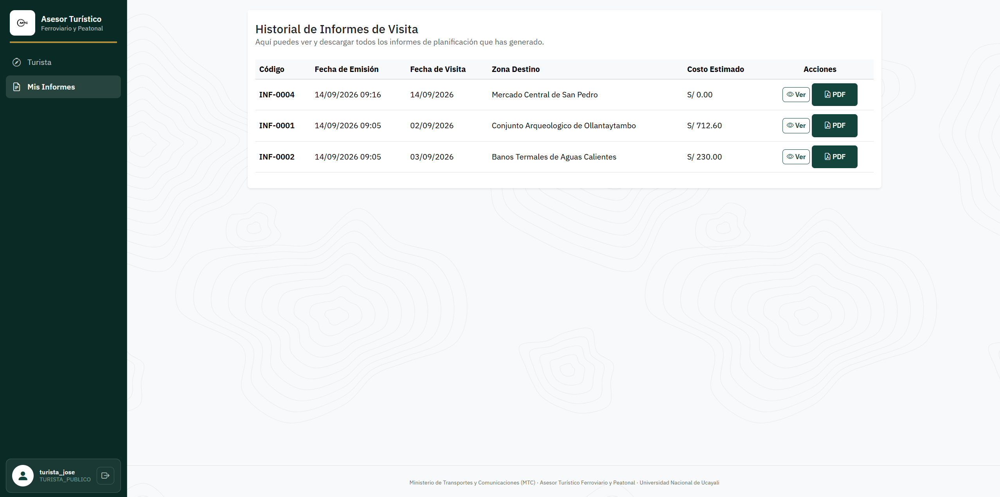 MTC
Asesor Turístico
Ferroviario y Peatonal
Turista
Mis Informes
Historial de Informes de Visita
Aquí puedes ver y descargar todos los informes de planificación que has generado.
Código Fecha de Emisión Fecha de Visita Zona Destino Costo Estimado Acciones
INF-0004 14/09/2026 09:16 14/09/2026 Mercado Central de San Pedro S/ 0.00 Ver PDF
INF-0001 14/09/2026 09:05 02/09/2026 Conjunto Arqueologico de Ollantaytambo S/ 712.60 Ver PDF
INF-0002 14/09/2026 09:05 03/09/2026 Banos Termales de Aguas Calientes S/ 230.00 Ver PDF
turista_jose
TURISTA_PUBLICO
Ministerio de Transportes y Comunicaciones (MTC) · Asesor Turístico Ferroviario y Peatonal · Universidad Nacional de Ucayali